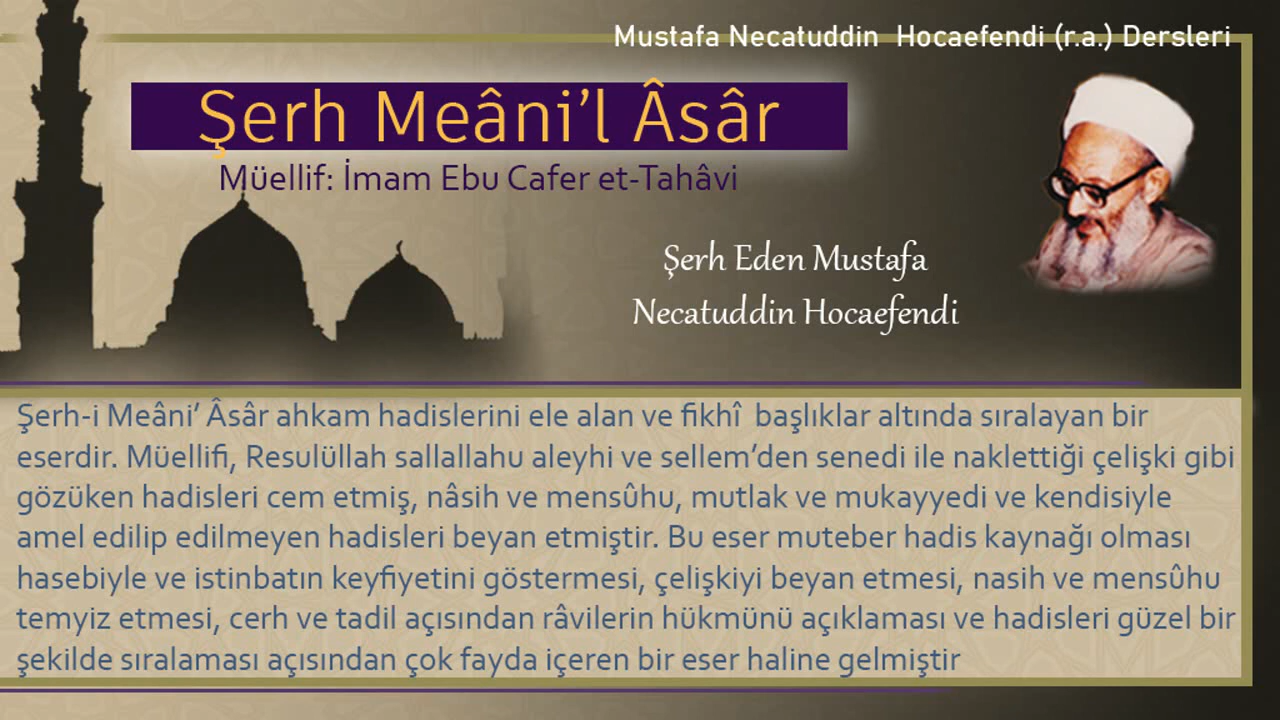 Mustafa Necatuddin Hocaefendi (r.a.) Dersleri
Şerh Meâni’l Âsâr
Müellif: İmam Ebu Cafer et-Tahâvi
Şerh Eden Mustafa
Necatuddin Hocaefendi
Şerh-i Meâni’ Âsâr ahkam hadislerini ele alan ve fikhî başlıklar altında sıralayan bir
eserdir. Müellifi, Resulüllah sallallahu aleyhi ve sellem’den senedi ile naklettiği çelişki gibi
gözüken hadisleri cem etmiş, nâsih ve mensûhu, mutlak ve mukayyedi ve kendisiyle
amel edilip edilmeyen hadisleri beyan etmiştir. Bu eser muteber hadis kaynağı olması
hasebiyle ve istinbatın keyfiyetini göstermesi, çelişkiyi beyan etmesi, nasih ve mensûhu
temyiz etmesi, cerh ve tadil açısından râvilerin hükmünü açıklaması ve hadisleri güzel bir
şekilde sıralaması açısından çok fayda içeren bir eser haline gelmiştir